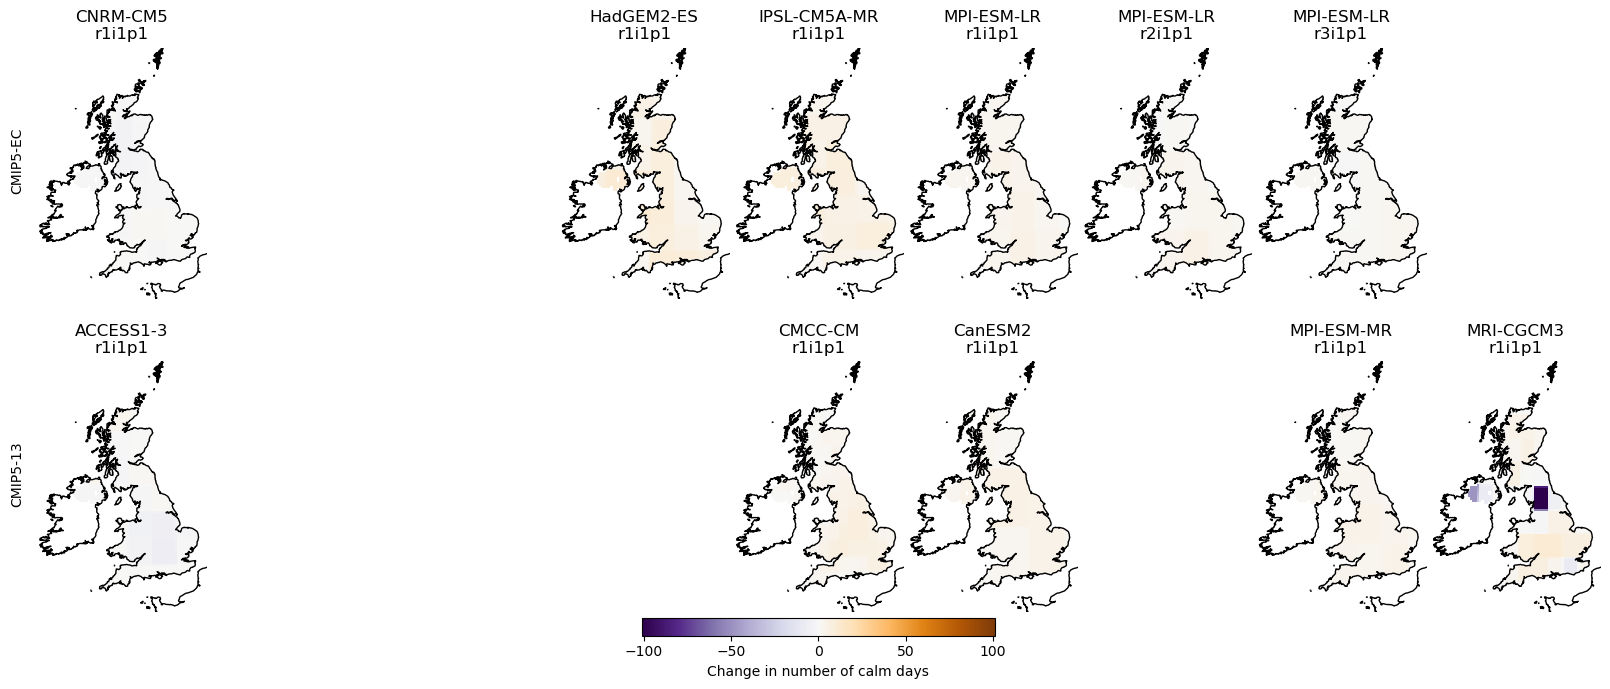 CNRM-CM5
r1i1p1
HadGEM2-ES
r1i1p1
IPSL-CM5A-MR
r1i1p1
MPI-ESM-LR
r1i1p1
MPI-ESM-LR
r2i1p1
MPI-ESM-LR
r3i1p1
CMIP5-EC
ACCESS1-3
r1i1p1
CMCC-CM
r1i1p1
CanESM2
r1i1p1
MPI-ESM-MR
r1i1p1
MRI-CGCM3
r1i1p1
CMIP5-13
−100 −50 0 50 100
Change in number of calm days